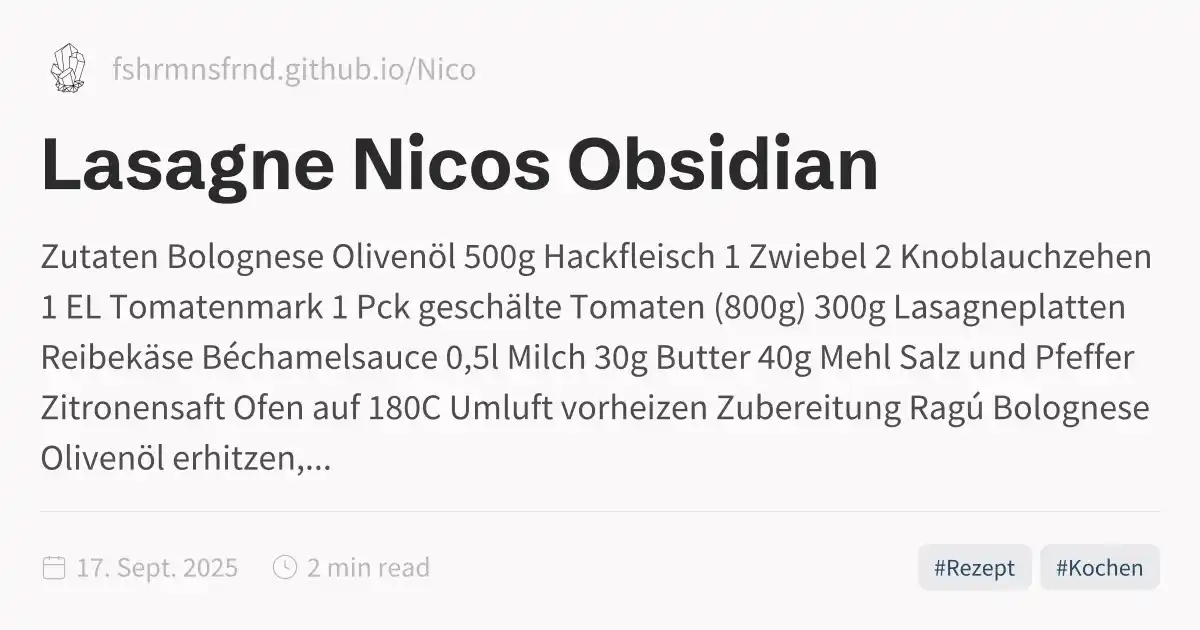 fshrmnsfrnd.github.io/Nico
Lasagne Nicos Obsidian
Zutaten Bolognese Olivenöl 500g Hackfleisch 1 Zwiebel 2 Knoblauchzehen
1 EL Tomatenmark 1 Pck geschälte Tomaten (800g) 300g Lasagneplatten
Reibekäse Béchamelsauce 0,5l Milch 30g Butter 40g Mehl Salz und Pfeffer
Zitronensaft Ofen auf 180C Umluft vorheizen Zubereitung Ragú Bolognese
Olivenöl erhitzen,...
17. Sept. 2025 2 min read #Rezept #Kochen